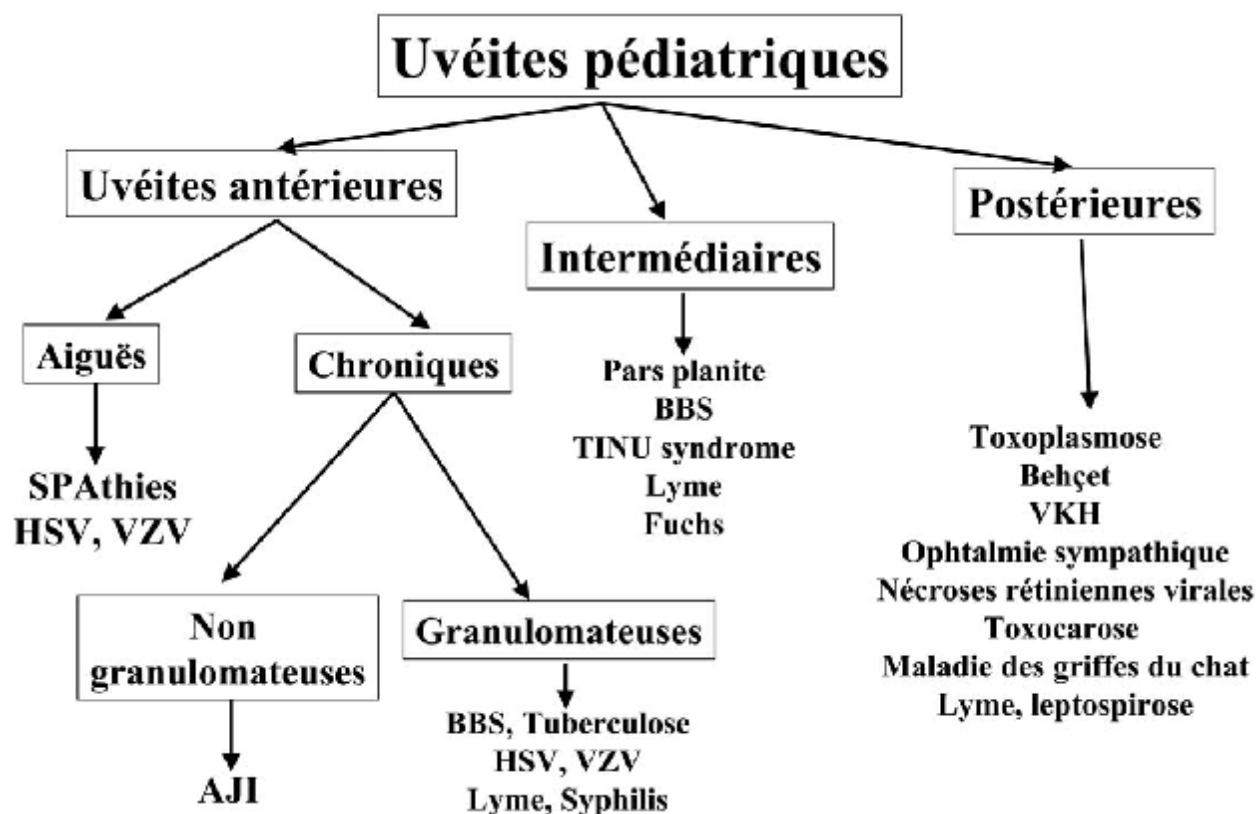 Uvéites pédiatriques
Uvéites antérieures
Intermédiaires
Postérieures
Aiguës
Chroniques
SPAthies
HSV, VZV
Non
granulomateuses
Granulomateuses
AJI
BBS, Tuberculose
HSV, VZV
Lyme, Syphilis
Pars planite
BBS
TINU syndrome
Lyme
Fuchs
Toxoplasmose
Behçet
VKH
Ophtalmie sympathique
Nécroses rétiniennes virales
Toxocarose
Maladie des griffes du chat
Lyme, leptospirose